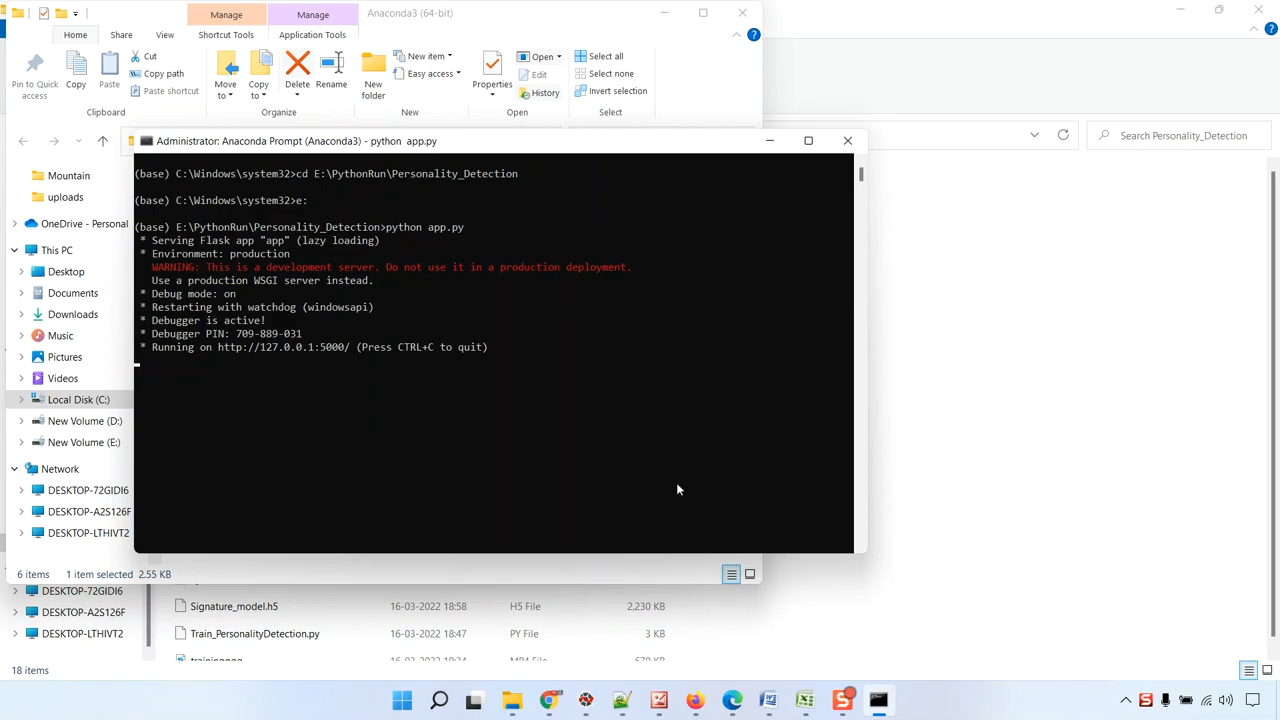 Manage
Manage
Anaconda3 (64-bit)
Home
Share
View
Shortcut Tools
Application Tools
Pin to Quick access
Copy
Paste
Cut
Copy path
Paste shortcut
Clipboard
Move to
Copy to
Delete
Rename
Organize
New folder
New item
Easy access
New
Properties
Open
Edit
History
Open
Select all
Select none
Invert selection
Select
Search Personality_Detection
Administrator: Anaconda Prompt (Anaconda3) - python app.py
(base) C:\Windows\system32>cd E:\PythonRun\Personality_Detection
(base) C:\Windows\system32>e:
(base) E:\PythonRun\Personality_Detection>python app.py
* Serving Flask app "app" (lazy loading)
* Environment: production
WARNING: This is a development server. Do not use it in a production deployment.
Use a production WSGI server instead.
* Debug mode: on
* Restarting with watchdog (windowsapi)
* Debugger is active!
* Debugger PIN: 709-889-031
* Running on http://127.0.0.1:5000/ (Press CTRL+C to quit)
Mountain
uploads
OneDrive - Personal
This PC
Desktop
Documents
Downloads
Music
Pictures
Videos
Local Disk (C:)
New Volume (D:)
New Volume (E:)
Network
DESKTOP-72GIDI6
DESKTOP-A2S126F
DESKTOP-LTHIVT2
6 items 1 item selected 2.55 KB
DESKTOP-72GIDI6
DESKTOP-A2S126F
DESKTOP-LTHIVT2
Signature_model.h5 16-03-2022 18:58 H5 File 2,230 KB
Train_PersonalityDetection.py 16-03-2022 18:47 PY File 3 KB
18 items